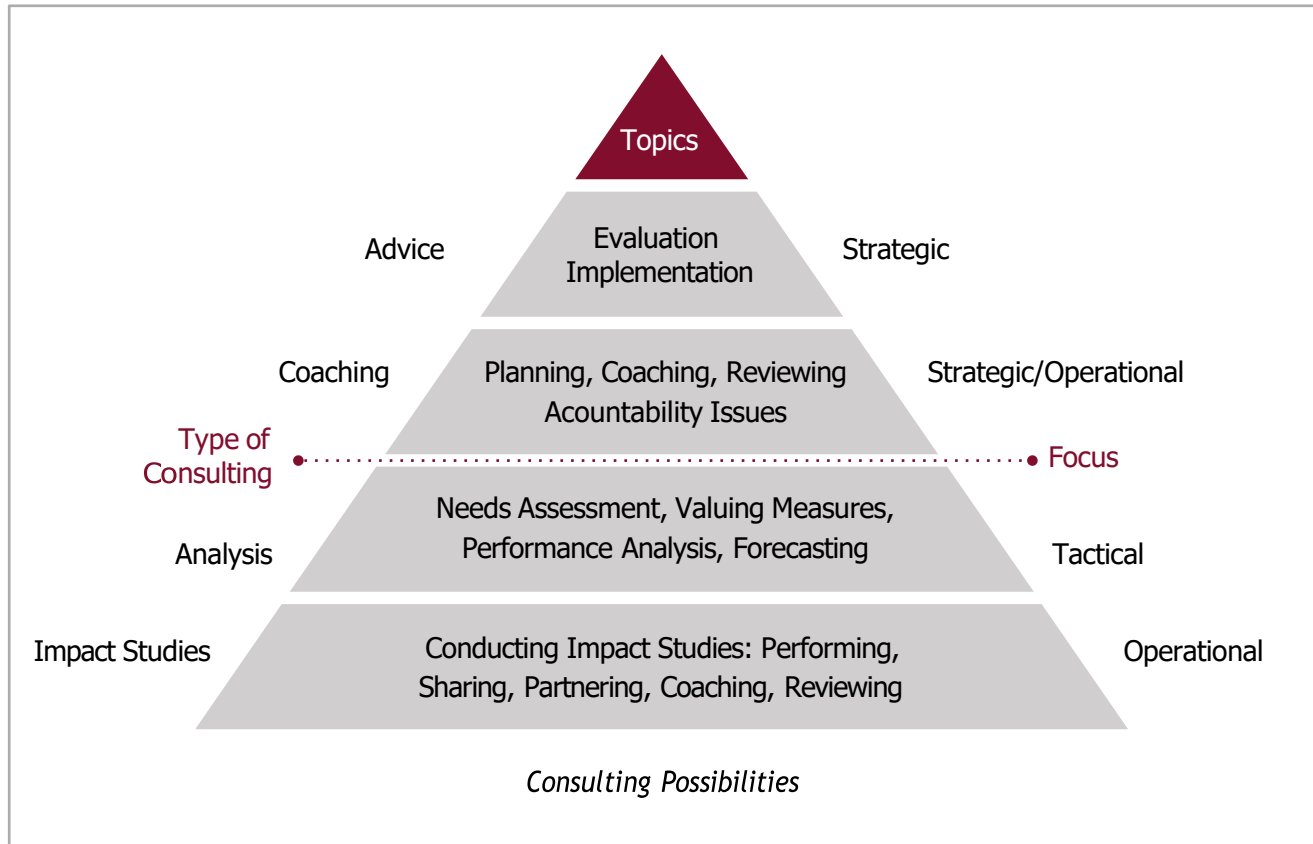 Topics
Advice
Evaluation
Implementation
Strategic
Coaching
Planning, Coaching, Reviewing
Acountability Issues
Strategic/Operational
Type of
Consulting
Focus
Analysis
Needs Assessment, Valuing Measures,
Performance Analysis, Forecasting
Tactical
Impact Studies
Conducting Impact Studies: Performing,
Sharing, Partnering, Coaching, Reviewing
Operational
Consulting Possibilities